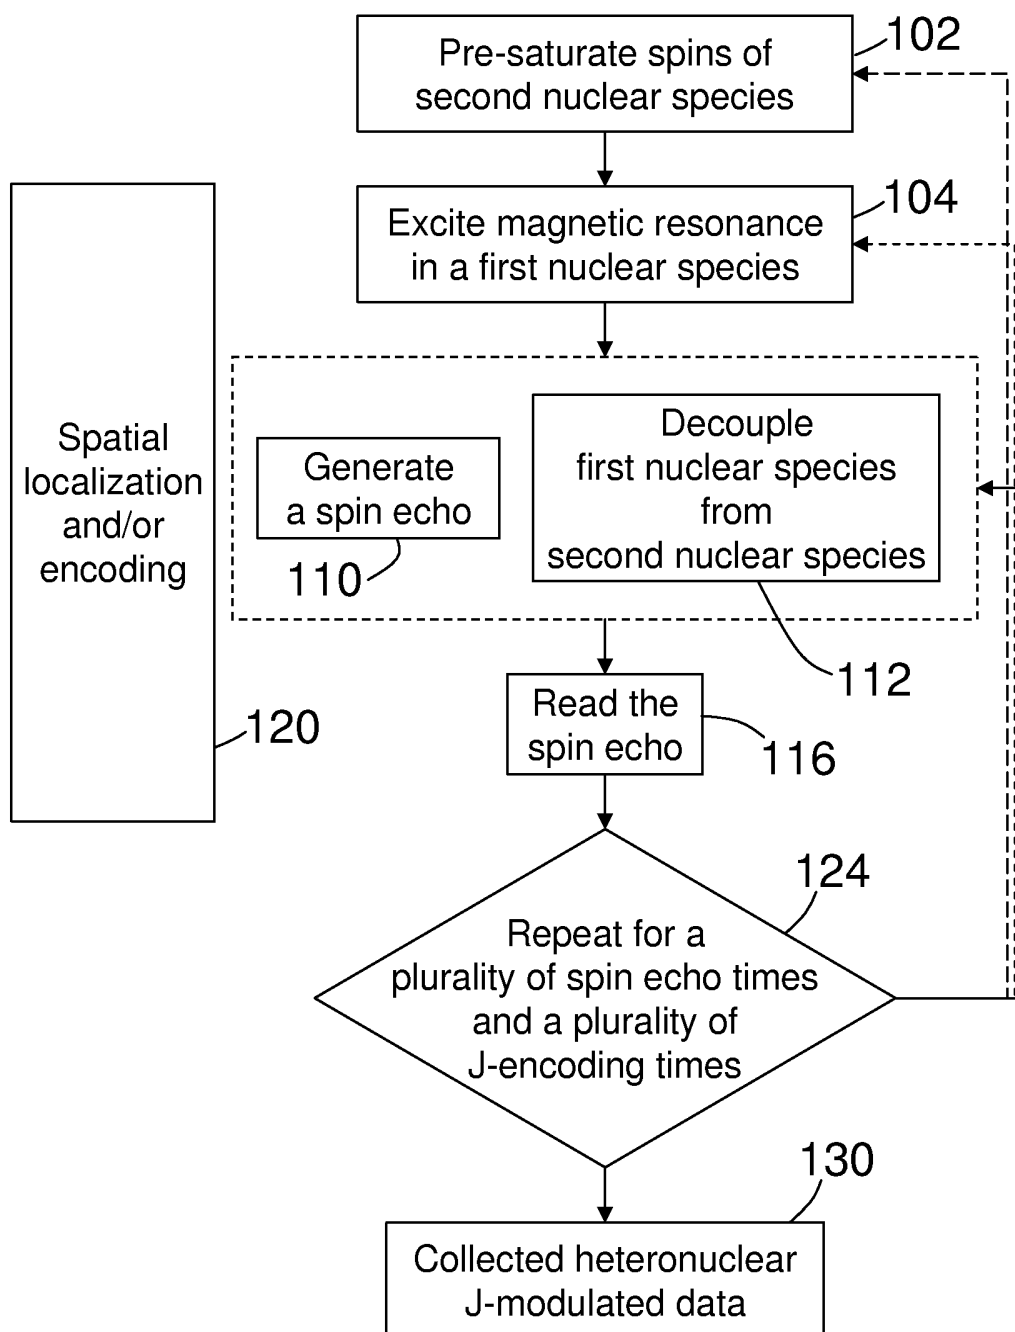 Pre-saturate spins of
second nuclear species
102
Excite magnetic resonance
in a first nuclear species
104
Spatial
localization
and/or
encoding
120
Generate
a spin echo
110
Decouple
first nuclear species
from
second nuclear species
112
Read the
spin echo
116
Repeat for a
plurality of spin echo times
and a plurality of
J-encoding times
124
Collected heteronuclear
J-modulated data
130